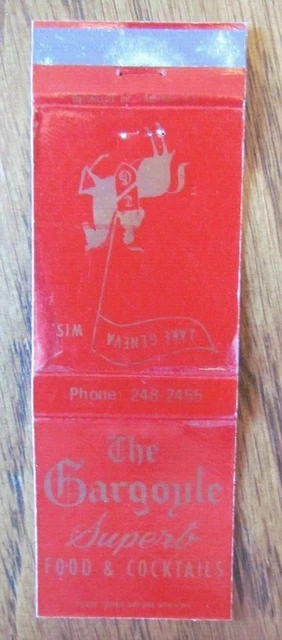 LAKE GENEVA
WIS
Phone: 248-2466
The
Gargoyle
Superb
FOOD & COCKTAILS